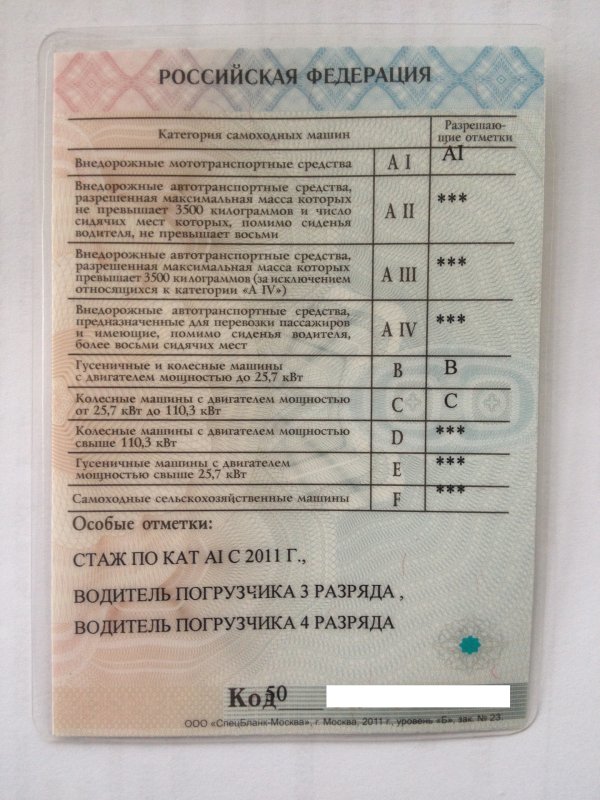 РОССИЙСКАЯ ФЕДЕРАЦИЯ
Категория самоходных машин
Разрешаю-
щие отметки
Внедорожные мототранспортные средства
A I
AI
Внедорожные автотранспортные средства,
разрешенная максимальная масса которых
не превышает 3500 килограммов и число
сидячих мест которых, помимо сиденья
водителя, не превышает восьми
A II
***
Внедорожные автотранспортные средства,
разрешенная максимальная масса которых
превышает 3500 килограммов (за исключением
относящихся к категории «A IV»)
A III
***
Внедорожные автотранспортные средства,
предназначенные для перевозки пассажиров
и имеющие, помимо сиденья водителя,
более восьми сидячих мест
A IV
***
Гусеничные и колесные машины
с двигателем мощностью до 25,7 кВт
B
B
Колесные машины с двигателем мощностью
от 25,7 кВт до 110,3 кВт
C
C
Колесные машины с двигателем мощностью
свыше 110,3 кВт
D
***
Гусеничные машины с двигателем
мощностью свыше 25,7 кВт
E
***
Самоходные сельскохозяйственные машины
F
***
Особые отметки:
СТАЖ ПО КАТ AI С 2011 Г.,
ВОДИТЕЛЬ ПОГРУЗЧИКА 3 РАЗРЯДА ,
ВОДИТЕЛЬ ПОГРУЗЧИКА 4 РАЗРЯДА
Код 50
ООО «СпецБланк-Москва», г. Москва, 2011 г., уровень «Б», зак. № 23.